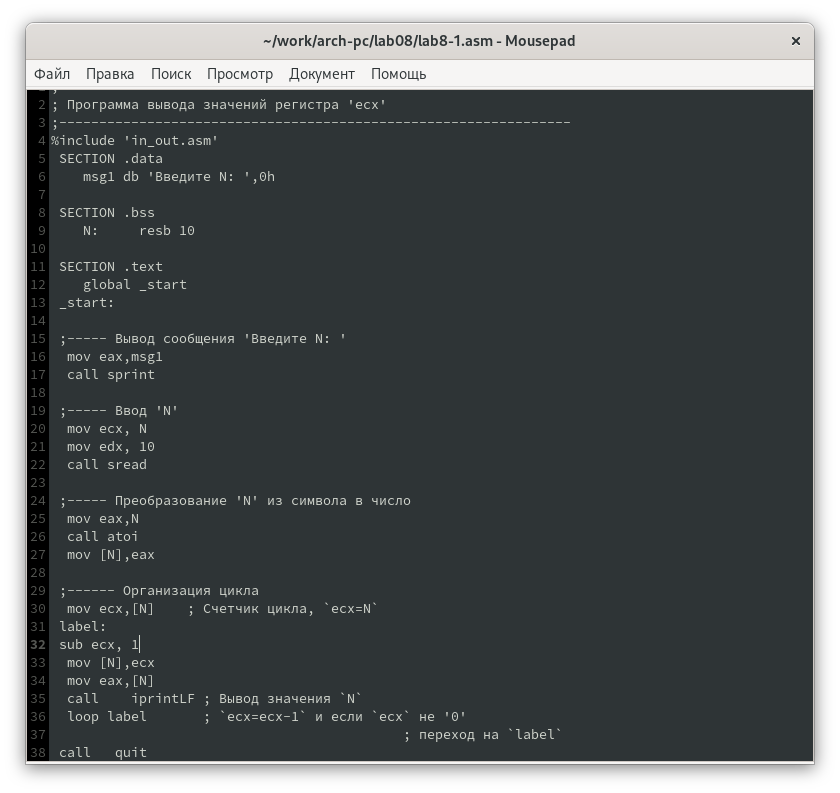 ~/work/arch-pc/lab08/lab8-1.asm - Mousepad
Файл Правка Поиск Просмотр Документ Помощь
2 ; Программа вывода значений регистра 'ecx'
3 ;----------------------------------------------------------------
4 %include 'in_out.asm'
5 SECTION .data
6 msg1 db 'Введите N: ',0h
7
8 SECTION .bss
9 N: resb 10
10
11 SECTION .text
12 global _start
13 _start:
14
15 ;----- Вывод сообщения 'Введите N: '
16 mov eax,msg1
17 call sprint
18
19 ;----- Ввод 'N'
20 mov ecx, N
21 mov edx, 10
22 call sread
23
24 ;----- Преобразование 'N' из символа в число
25 mov eax,N
26 call atoi
27 mov [N],eax
28
29 ;------ Организация цикла
30 mov ecx,[N] ; Счетчик цикла, `ecx=N`
31 label:
32 sub ecx, 1
33 mov [N],ecx
34 mov eax,[N]
35 call iprintLF ; Вывод значения `N`
36 loop label ; `ecx=ecx-1` и если `ecx` не '0'
37 ; переход на `label`
38 call quit